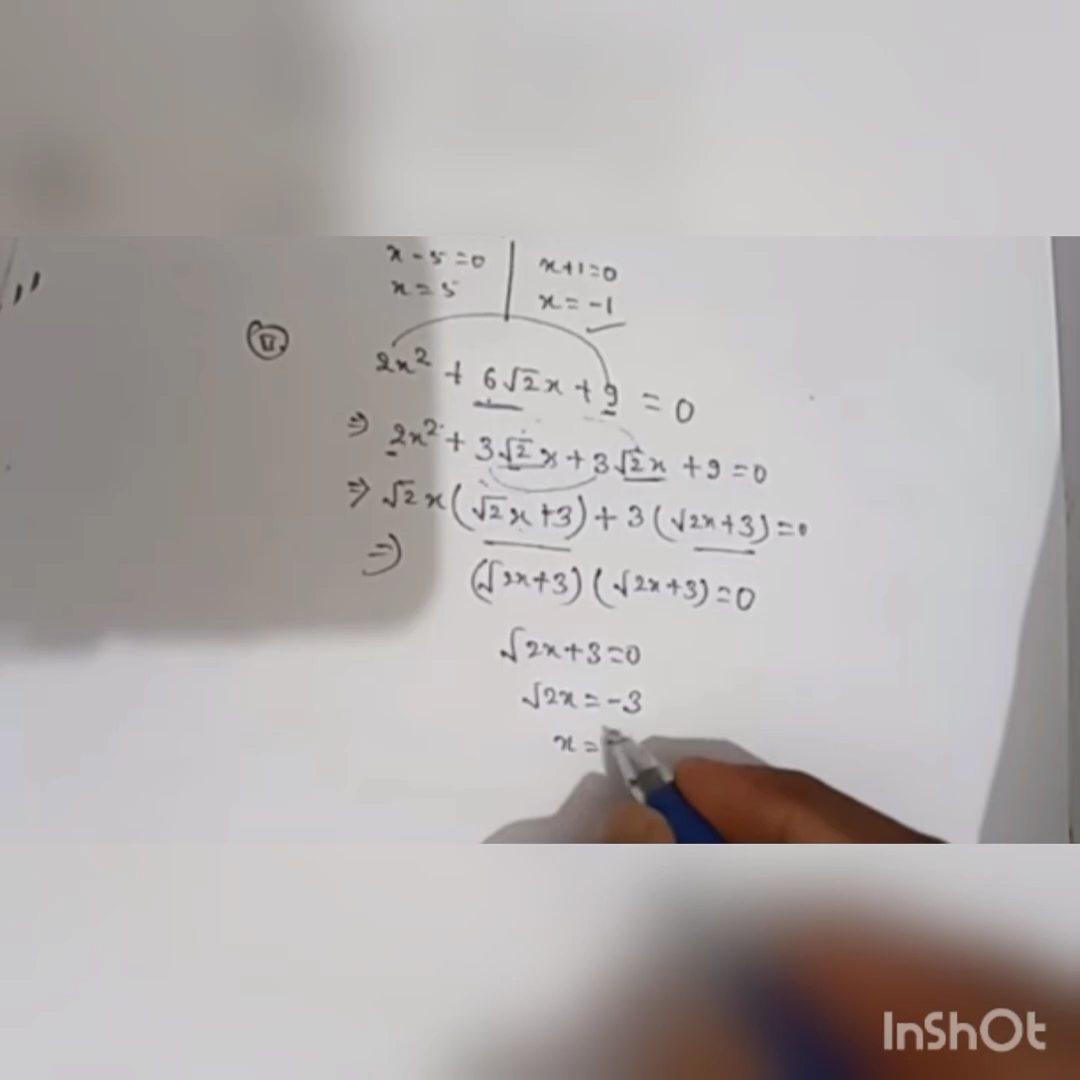 x - 5 = 0 | x + 1 = 0
x = 5 | x = -1
II 2x² + 6√2x + 9 = 0
⇒ 2x² + 3√2x + 3√2x + 9 = 0
⇒ √2x(√2x + 3) + 3(√2x + 3) = 0
⇒ (√2x + 3)(√2x + 3) = 0
√2x + 3 = 0
√2x = -3
x = -
InShOt